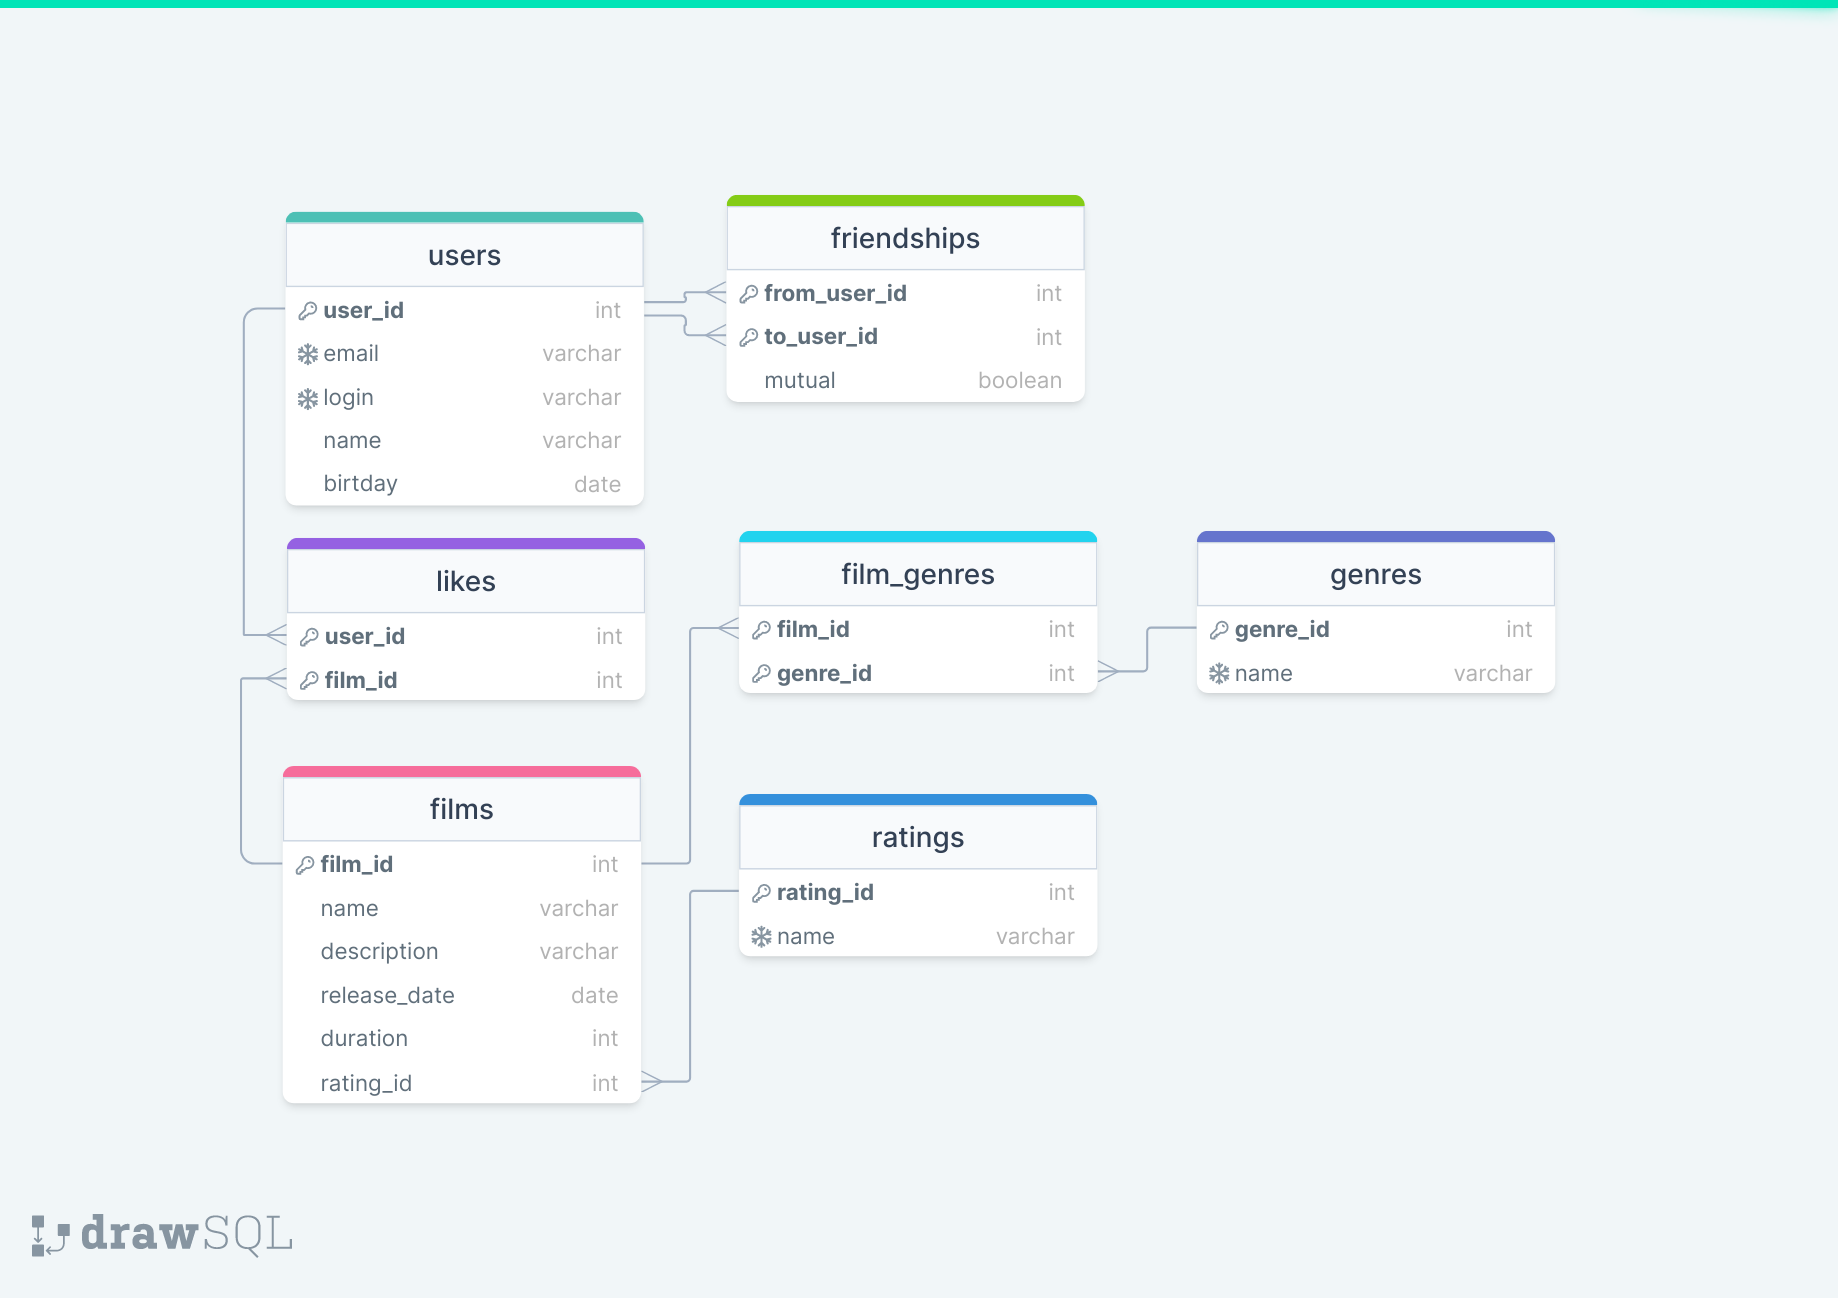 users
user_id int
email varchar
login varchar
name varchar
birtday date
friendships
from_user_id int
to_user_id int
mutual boolean
likes
user_id int
film_id int
film_genres
film_id int
genre_id int
genres
genre_id int
name varchar
films
film_id int
name varchar
description varchar
release_date date
duration int
rating_id int
ratings
rating_id int
name varchar
drawSQL